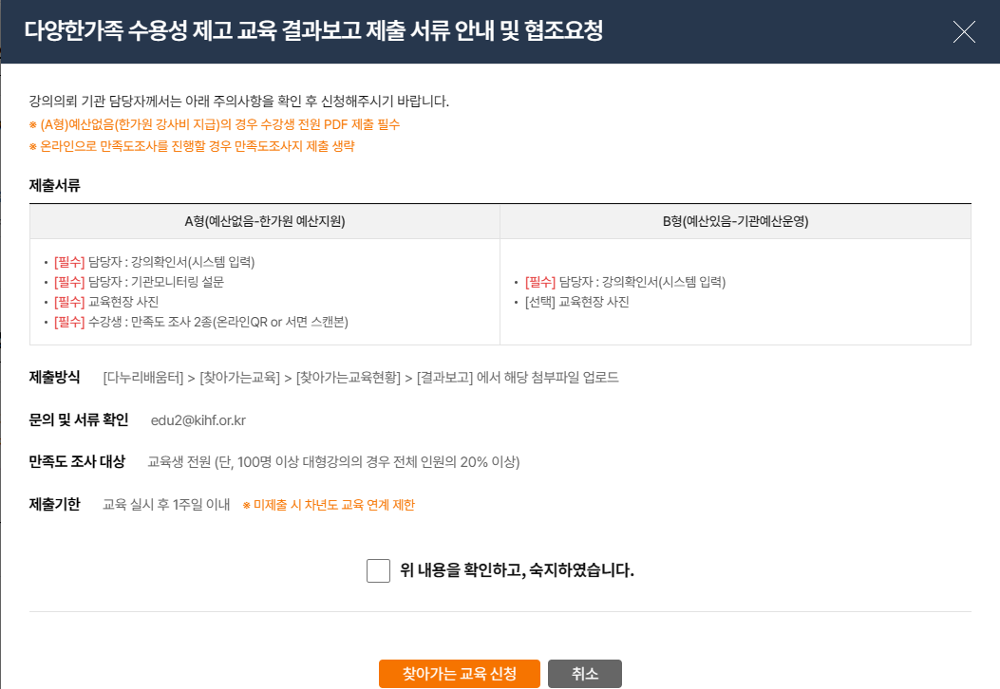 다양한가족 수용성 제고 교육 결과보고 제출 서류 안내 및 협조요청
강의의뢰 기관 담당자께서는 아래 주의사항을 확인 후 신청해주시기 바랍니다.
※ (A형)예산없음(한가원 강사비 지급)의 경우 수강생 전원 PDF 제출 필수
※ 온라인으로 만족도조사를 진행할 경우 만족도조사지 제출 생략
제출서류
A형(예산없음-한가원 예산지원)
B형(예산있음-기관예산운영)
• [필수] 담당자 : 강의확인서(시스템 입력)
• [필수] 담당자 : 기관모니터링 설문
• [필수] 교육현장 사진
• [필수] 수강생 : 만족도 조사 2종(온라인QR or 서면 스캔본)
• [필수] 담당자 : 강의확인서(시스템 입력)
• [선택] 교육현장 사진
제출방식 [다누리배움터] > [찾아가는교육] > [찾아가는교육현황] > [결과보고] 에서 해당 첨부파일 업로드
문의 및 서류 확인 edu2@kihf.or.kr
만족도 조사 대상 교육생 전원 (단, 100명 이상 대형강의의 경우 전체 인원의 20% 이상)
제출기한 교육 실시 후 1주일 이내 ※ 미제출 시 차년도 교육 연계 제한
위 내용을 확인하고, 숙지하였습니다.
찾아가는 교육 신청 취소